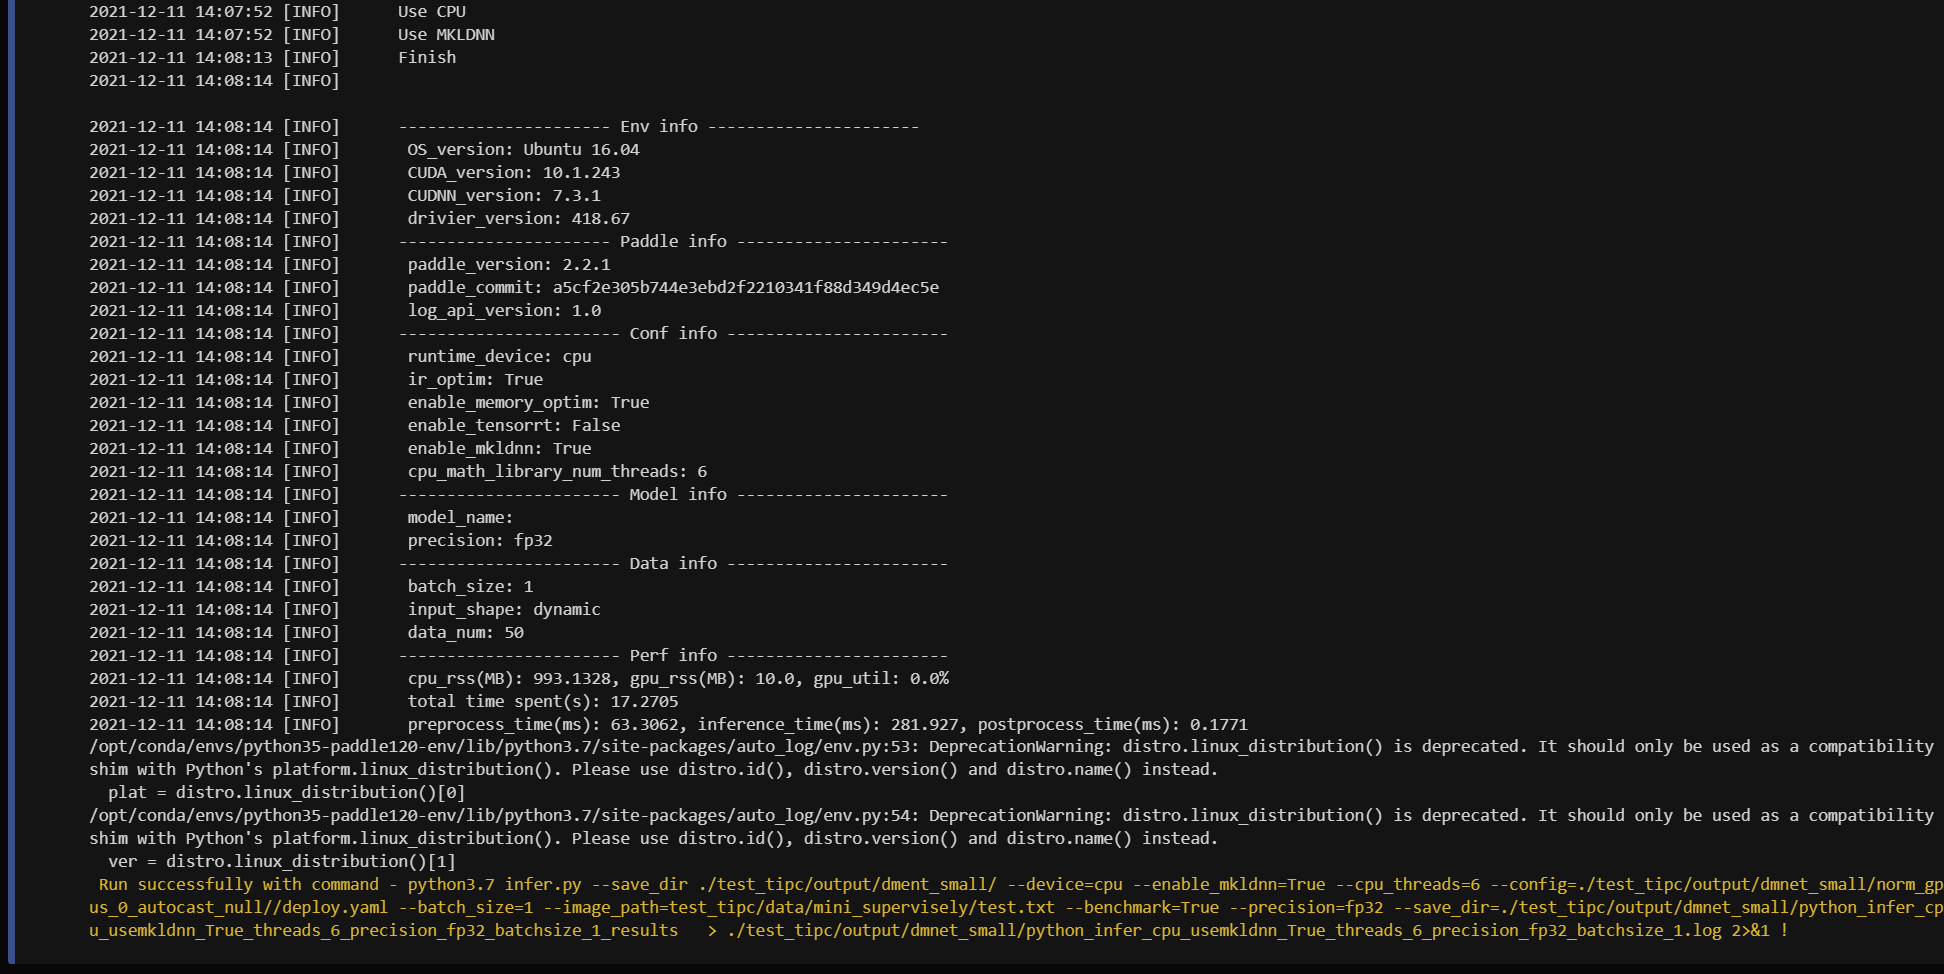 2021-12-11 14:07:52 [INFO]      Use CPU
2021-12-11 14:07:52 [INFO]      Use MKLDNN
2021-12-11 14:08:13 [INFO]      Finish
2021-12-11 14:08:14 [INFO]
2021-12-11 14:08:14 [INFO]      ---------------------- Env info ----------------------
2021-12-11 14:08:14 [INFO]       OS_version: Ubuntu 16.04
2021-12-11 14:08:14 [INFO]       CUDA_version: 10.1.243
2021-12-11 14:08:14 [INFO]       CUDNN_version: 7.3.1
2021-12-11 14:08:14 [INFO]       drivier_version: 418.67
2021-12-11 14:08:14 [INFO]      ---------------------- Paddle info ----------------------
2021-12-11 14:08:14 [INFO]       paddle_version: 2.2.1
2021-12-11 14:08:14 [INFO]       paddle_commit: a5cf2e305b744e3ebd2f2210341f88d349d4ec5e
2021-12-11 14:08:14 [INFO]       log_api_version: 1.0
2021-12-11 14:08:14 [INFO]      ----------------------- Conf info -----------------------
2021-12-11 14:08:14 [INFO]       runtime_device: cpu
2021-12-11 14:08:14 [INFO]       ir_optim: True
2021-12-11 14:08:14 [INFO]       enable_memory_optim: True
2021-12-11 14:08:14 [INFO]       enable_tensorrt: False
2021-12-11 14:08:14 [INFO]       enable_mkldnn: True
2021-12-11 14:08:14 [INFO]       cpu_math_library_num_threads: 6
2021-12-11 14:08:14 [INFO]      ----------------------- Model info ----------------------
2021-12-11 14:08:14 [INFO]       model_name:
2021-12-11 14:08:14 [INFO]       precision: fp32
2021-12-11 14:08:14 [INFO]      ----------------------- Data info -----------------------
2021-12-11 14:08:14 [INFO]       batch_size: 1
2021-12-11 14:08:14 [INFO]       input_shape: dynamic
2021-12-11 14:08:14 [INFO]       data_num: 50
2021-12-11 14:08:14 [INFO]      ----------------------- Perf info -----------------------
2021-12-11 14:08:14 [INFO]       cpu_rss(MB): 993.1328, gpu_rss(MB): 10.0, gpu_util: 0.0%
2021-12-11 14:08:14 [INFO]       total time spent(s): 17.2705
2021-12-11 14:08:14 [INFO]       preprocess_time(ms): 63.3062, inference_time(ms): 281.927, postprocess_time(ms): 0.1771
/opt/conda/envs/python35-paddle120-env/lib/python3.7/site-packages/auto_log/env.py:53: DeprecationWarning: distro.linux_distribution() is deprecated. It should only be used as a compatibility
shim with Python's platform.linux_distribution(). Please use distro.id(), distro.version() and distro.name() instead.
  plat = distro.linux_distribution()[0]
/opt/conda/envs/python35-paddle120-env/lib/python3.7/site-packages/auto_log/env.py:54: DeprecationWarning: distro.linux_distribution() is deprecated. It should only be used as a compatibility
shim with Python's platform.linux_distribution(). Please use distro.id(), distro.version() and distro.name() instead.
  ver = distro.linux_distribution()[1]
 Run successfully with command - python3.7 infer.py --save_dir ./test_tipc/output/dment_small/ --device=cpu --enable_mkldnn=True --cpu_threads=6 --config=./test_tipc/output/dmnet_small/norm_gp
us_0_autocast_null//deploy.yaml --batch_size=1 --image_path=test_tipc/data/mini_supervisely/test.txt --benchmark=True --precision=fp32 --save_dir=./test_tipc/output/dmnet_small/python_infer_cp
u_usemkldnn_True_threads_6_precision_fp32_batchsize_1_results   > ./test_tipc/output/dmnet_small/python_infer_cpu_usemkldnn_True_threads_6_precision_fp32_batchsize_1.log 2>&1 !